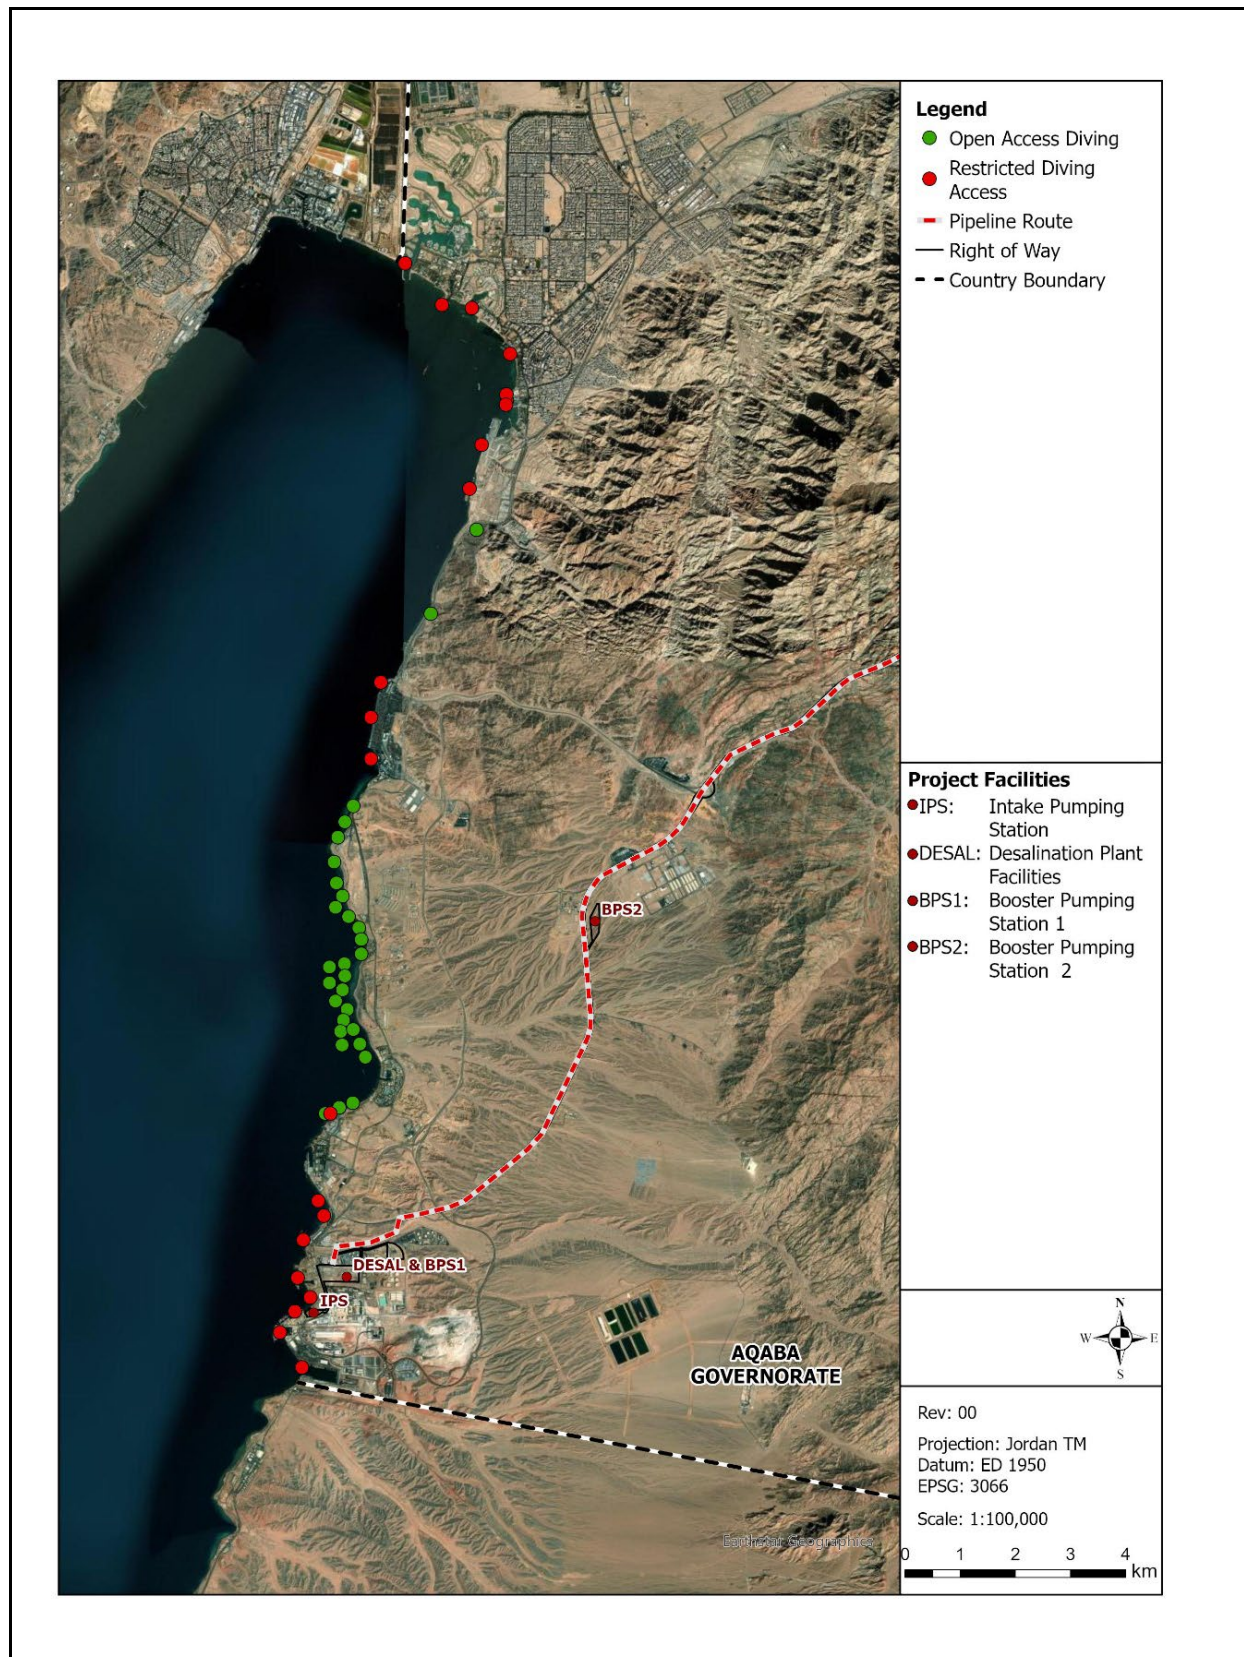 Legend
Open Access Diving
Restricted Diving
Access
Pipeline Route
Right of Way
Country Boundary
Project Facilities
IPS: Intake Pumping
Station
DESAL: Desalination Plant
Facilities
BPS1: Booster Pumping
Station 1
BPS2: Booster Pumping
Station 2
BPS2
DESAL & BPS1
IPS
AQABA
GOVERNORATE
Earthstar Geographics
N
W E
S
Rev: 00
Projection: Jordan TM
Datum: ED 1950
EPSG: 3066
Scale: 1:100,000
0 1 2 3 4
km